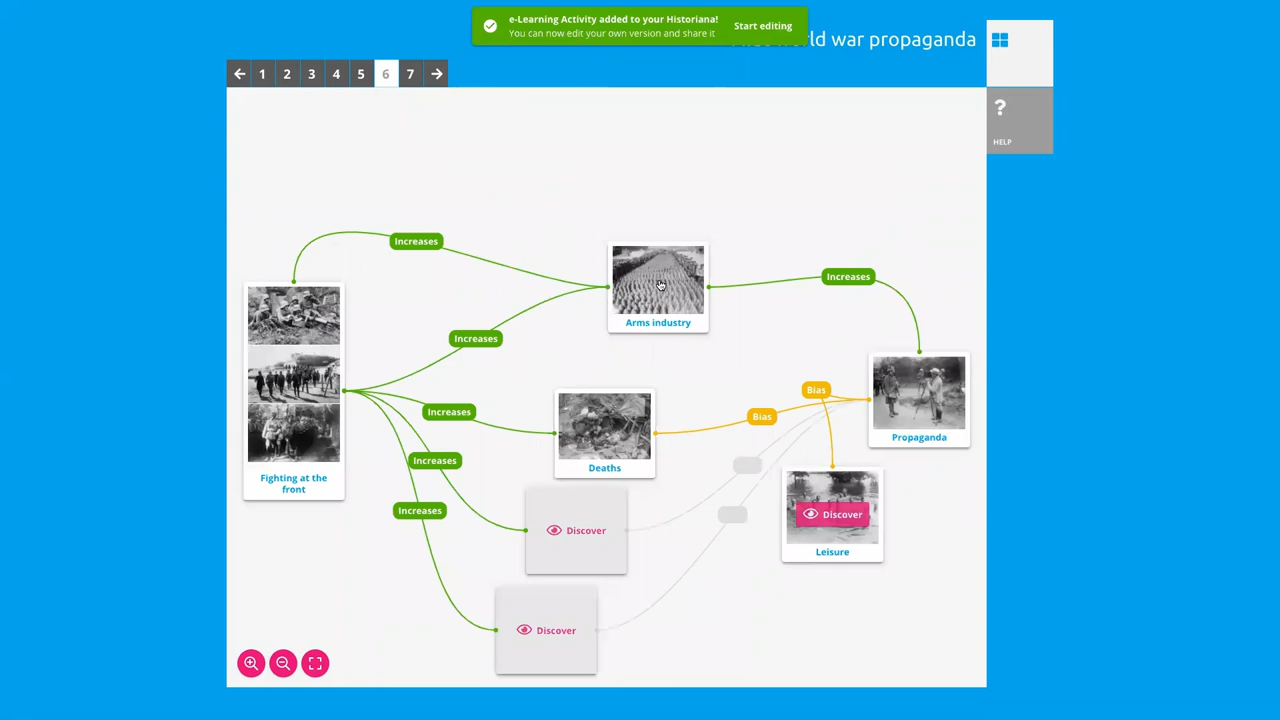 e-Learning Activity added to your Historiana!
You can now edit your own version and share it
Start editing
world war propaganda
1 2 3 4 5 6 7
?
HELP
Increases
Increases
Arms industry
Increases
Increases
Deaths
Bias
Bias
Propaganda
Increases
Fighting at the
front
Increases
Discover
Discover
Leisure
Discover